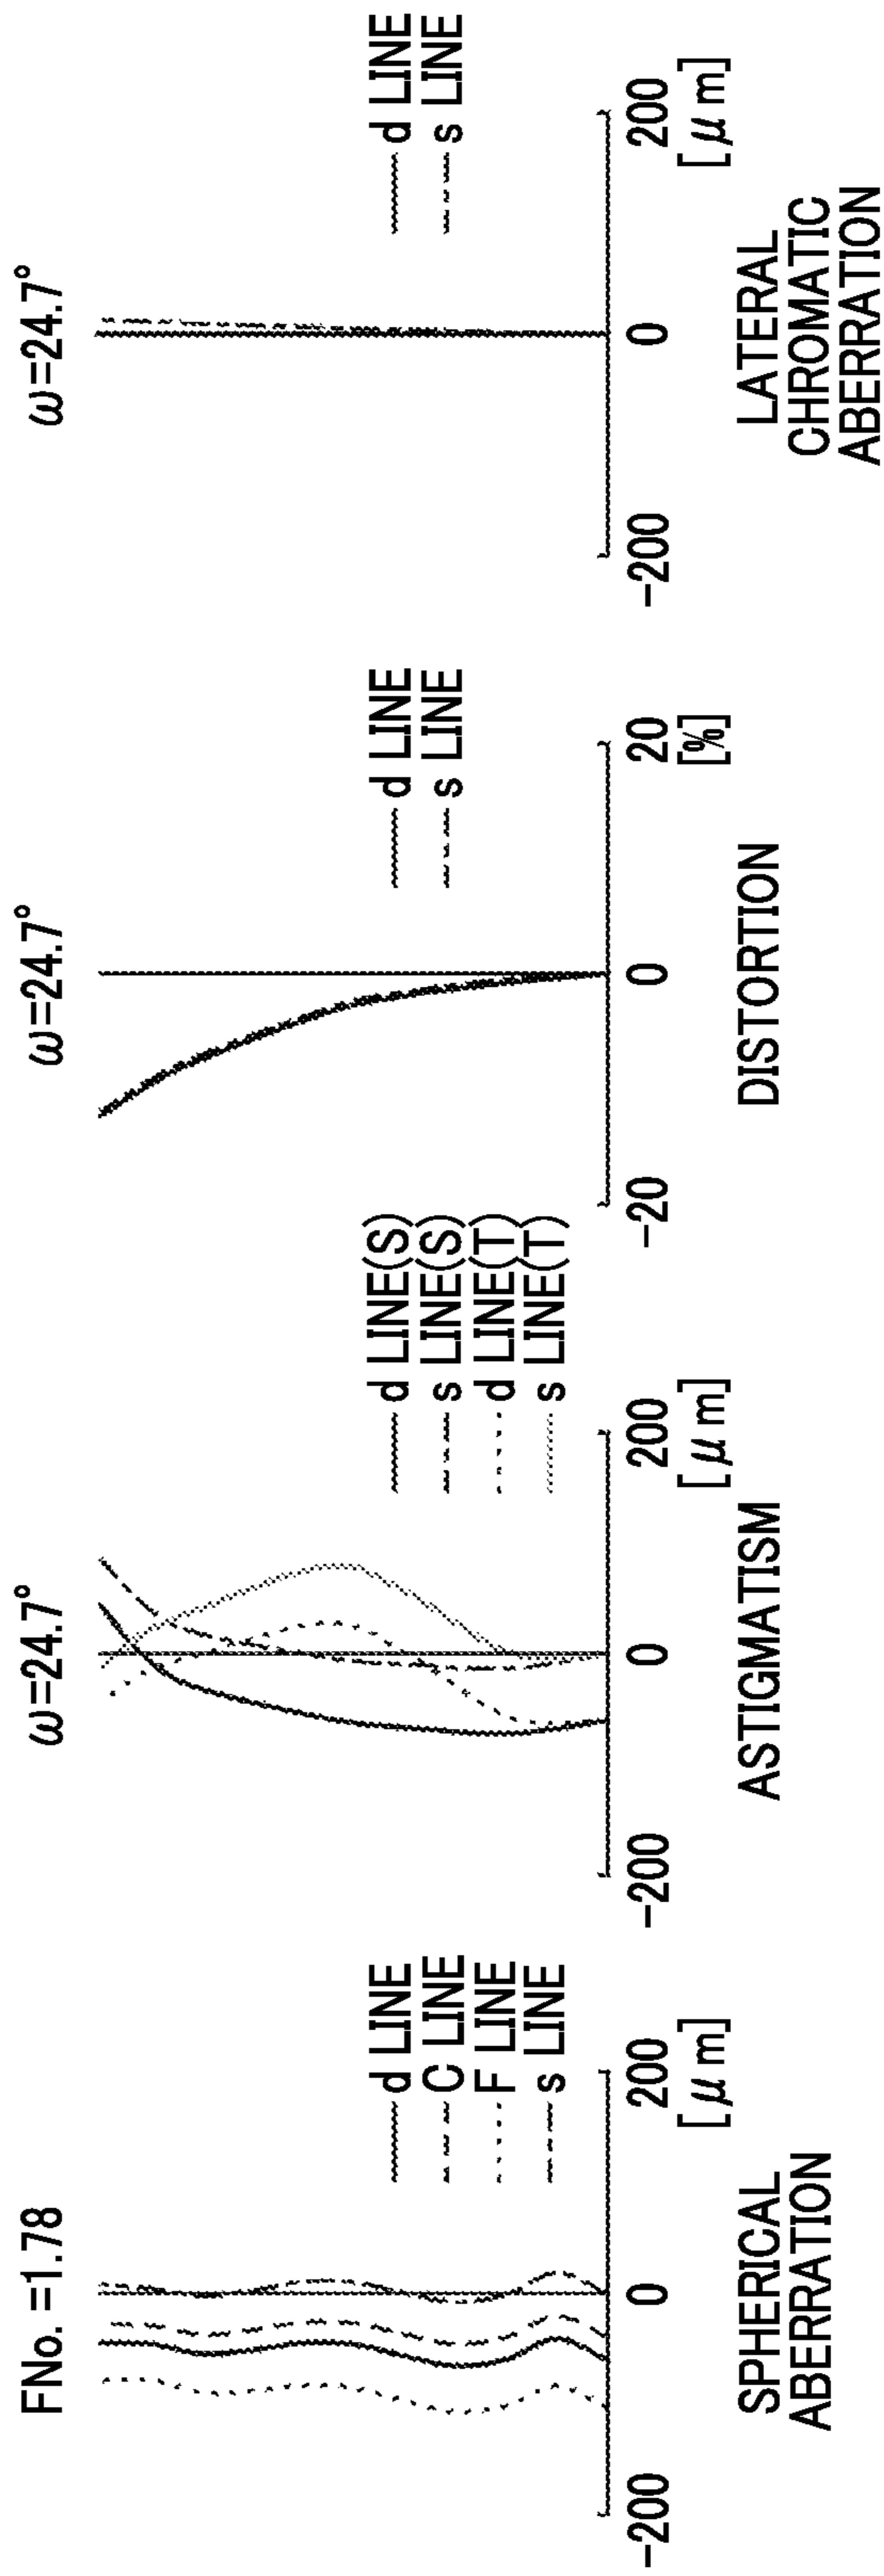 FNo. =1.78
d LINE
C LINE
F LINE
s LINE
-200
0
200
[μm]
SPHERICAL
ABERRATION
ω=24.7°
d LINE(S)
s LINE(S)
d LINE(T)
s LINE(T)
-200
0
200
[μm]
ASTIGMATISM
ω=24.7°
d LINE
s LINE
-20
0
20
[%]
DISTORTION
ω=24.7°
d LINE
s LINE
-200
0
200
[μm]
LATERAL
CHROMATIC
ABERRATION